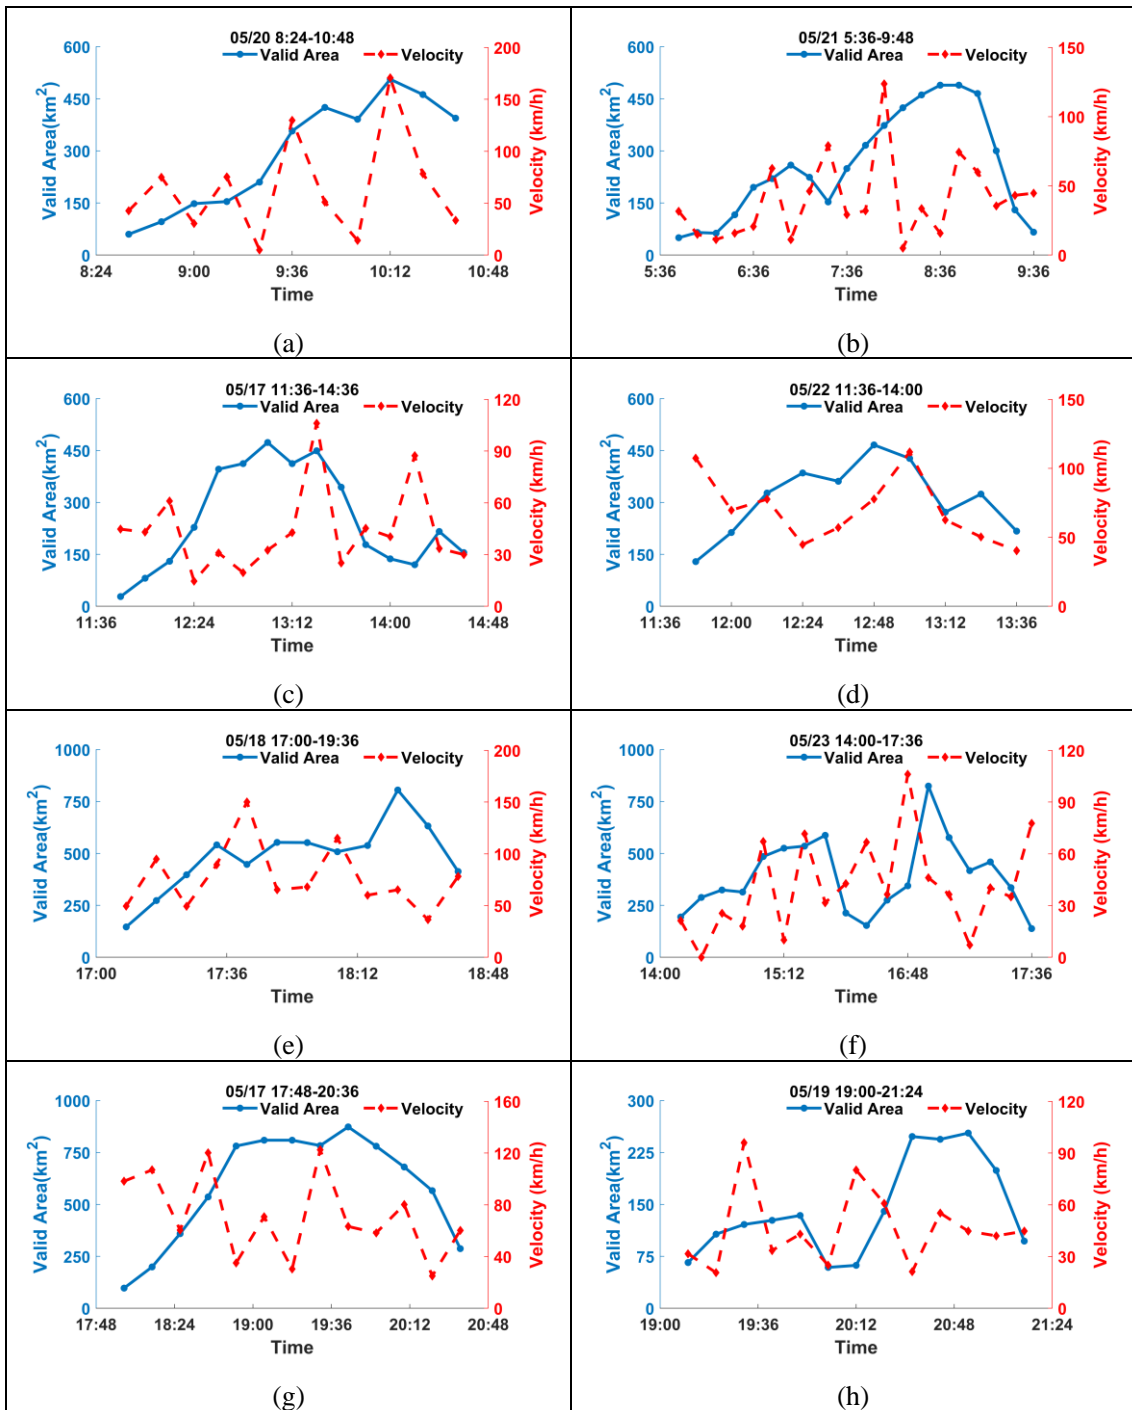 05/20 8:24-10:48
Valid Area Velocity
600 450 300 150 0
Valid Area(km²)
200 150 100 50 0
Velocity (km/h)
8:24 9:00 9:36 10:12 10:48
Time
(a)
05/21 5:36-9:48
Valid Area Velocity
600 450 300 150 0
Valid Area(km²)
150 100 50 0
Velocity (km/h)
5:36 6:36 7:36 8:36 9:36
Time
(b)
05/17 11:36-14:36
Valid Area Velocity
600 450 300 150 0
Valid Area(km²)
120 90 60 30 0
Velocity (km/h)
11:36 12:24 13:12 14:00 14:48
Time
(c)
05/22 11:36-14:00
Valid Area Velocity
600 450 300 150 0
Valid Area(km²)
150 100 50 0
Velocity (km/h)
11:36 12:00 12:24 12:48 13:12 13:36
Time
(d)
05/18 17:00-19:36
Valid Area Velocity
1000 750 500 250 0
Valid Area(km²)
200 150 100 50 0
Velocity (km/h)
17:00 17:36 18:12 18:48
Time
(e)
05/23 14:00-17:36
Valid Area Velocity
1000 750 500 250 0
Valid Area(km²)
120 90 60 30 0
Velocity (km/h)
14:00 15:12 16:48 17:36
Time
(f)
05/17 17:48-20:36
Valid Area Velocity
1000 750 500 250 0
Valid Area(km²)
160 120 80 40 0
Velocity (km/h)
17:48 18:24 19:00 19:36 20:12 20:48
Time
(g)
05/19 19:00-21:24
Valid Area Velocity
300 225 150 75 0
Valid Area(km²)
120 90 60 30 0
Velocity (km/h)
19:00 19:36 20:12 20:48 21:24
Time
(h)